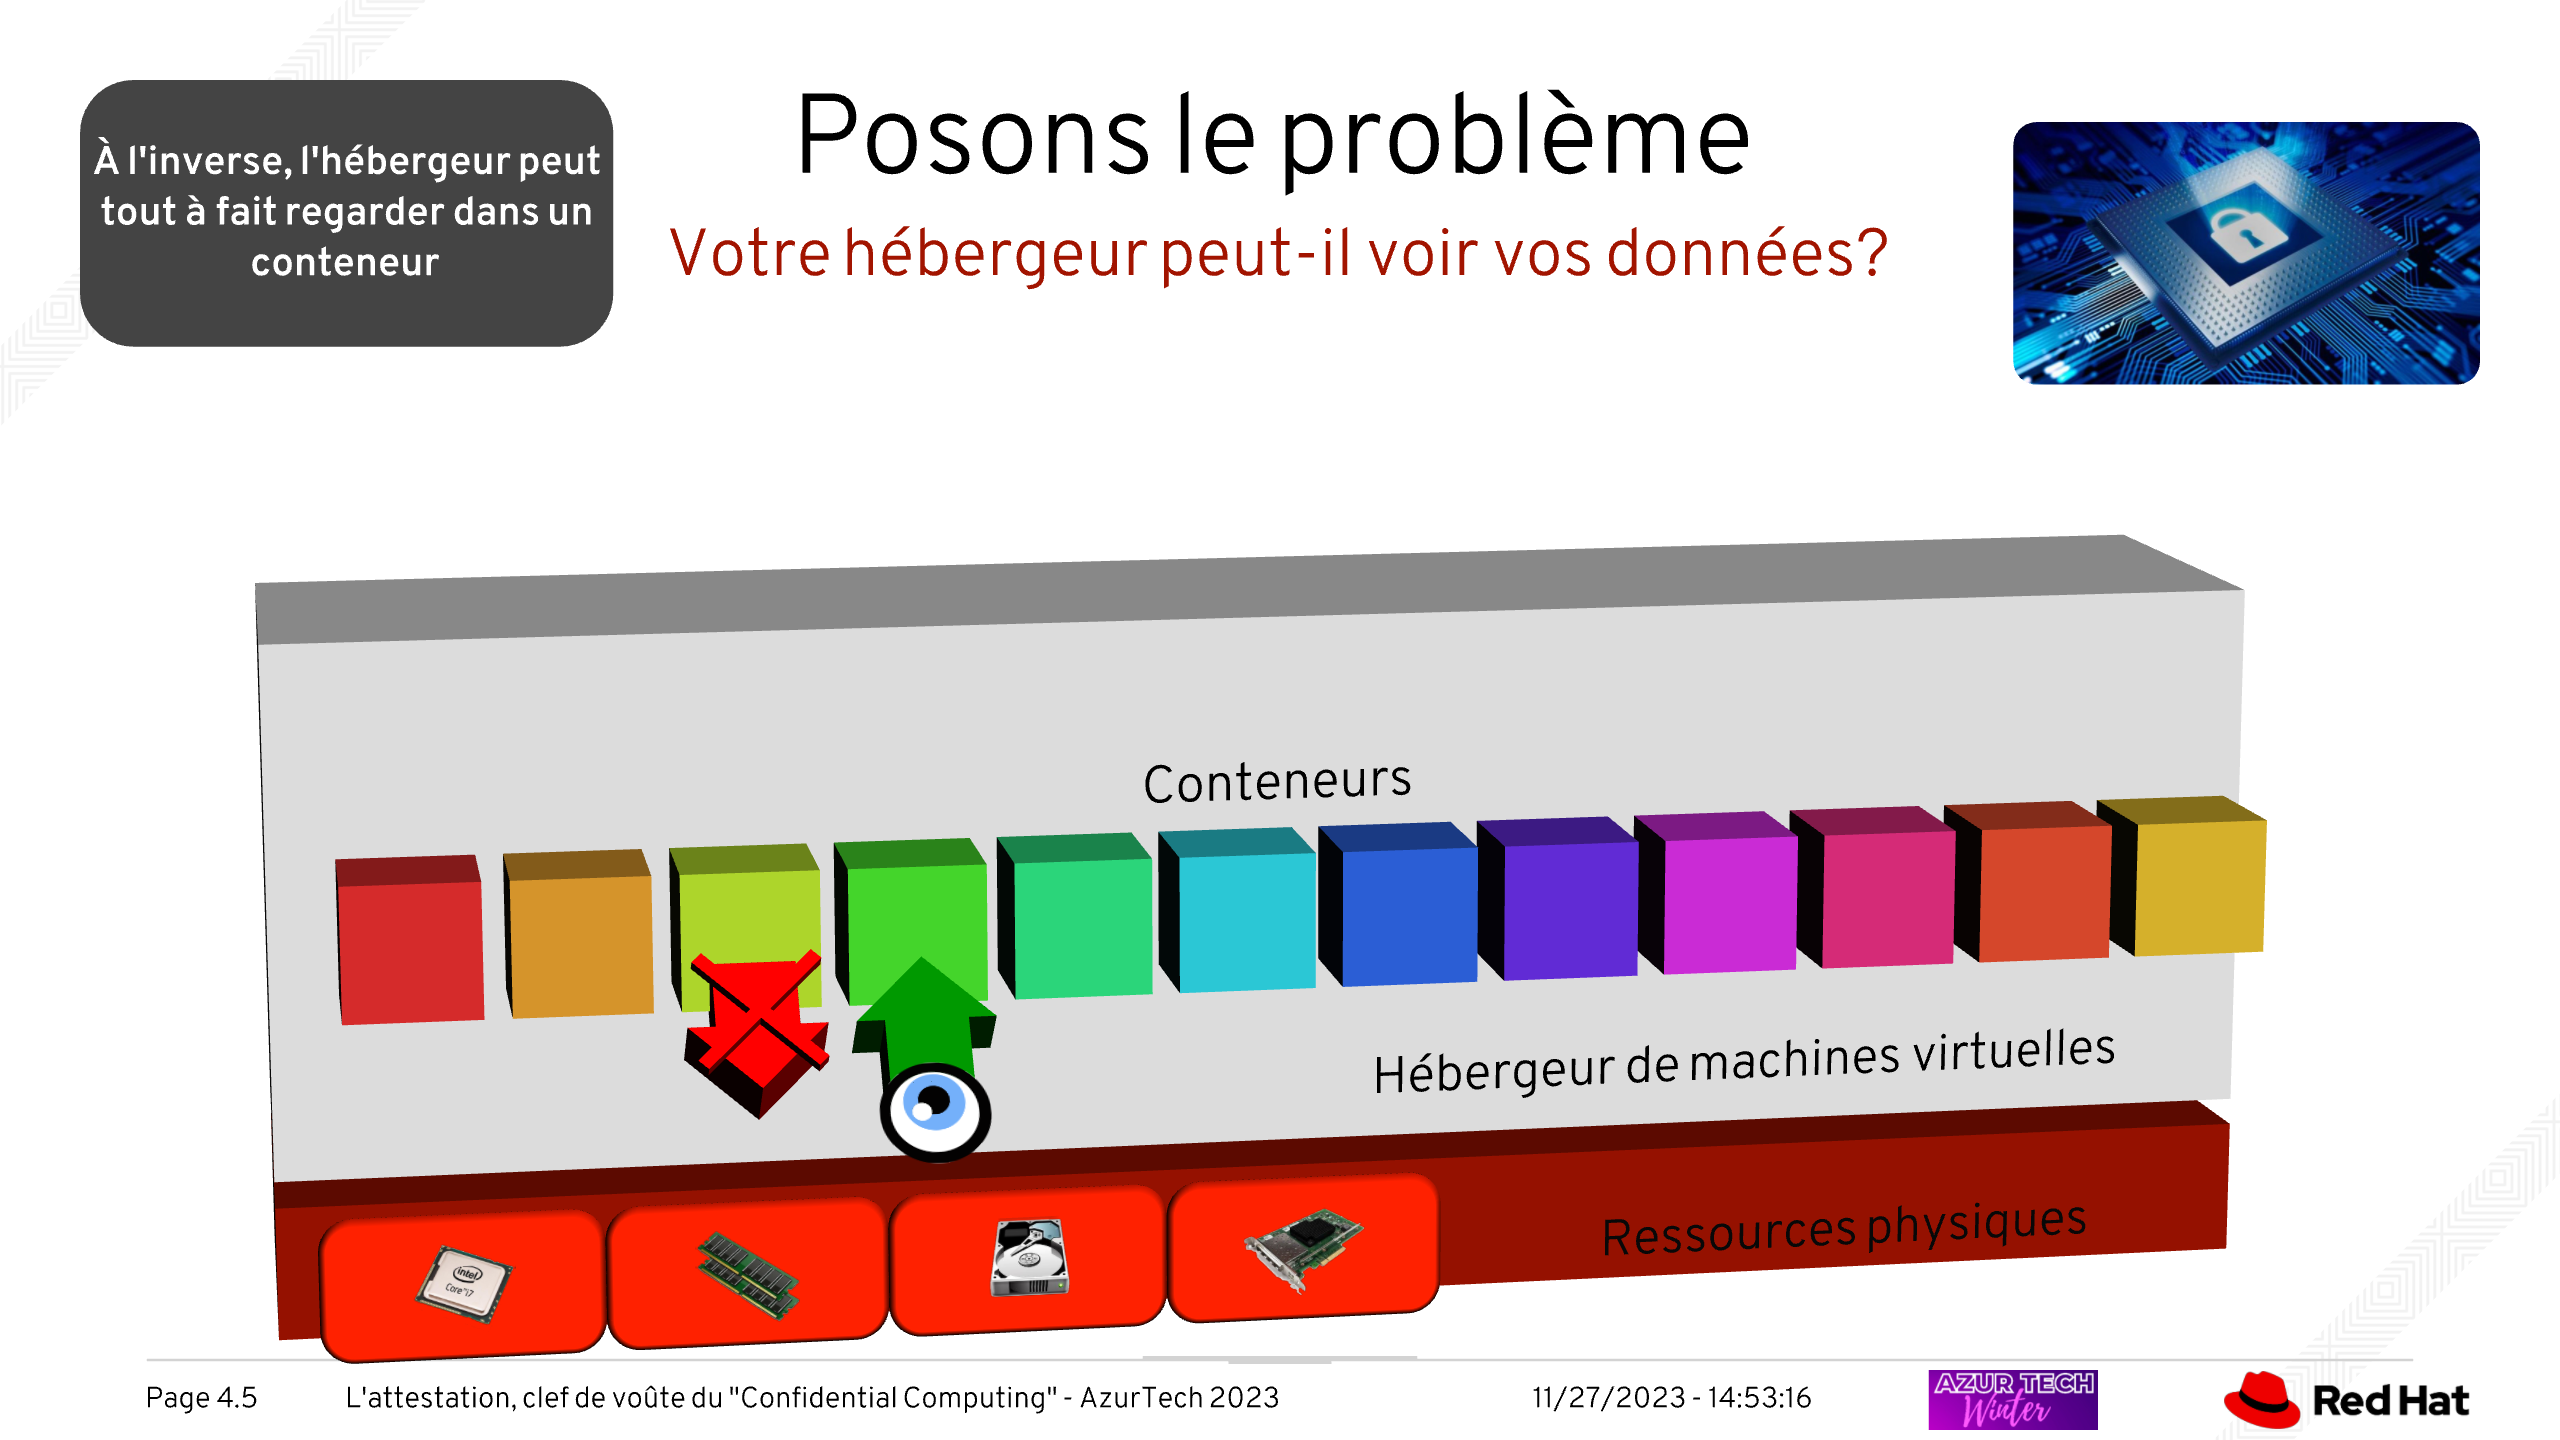 À l'inverse, l'hébergeur peut
tout à fait regarder dans un
conteneur
Posons le problème
Votre hébergeur peut-il voir vos données?
Conteneurs
Hébergeur de machines virtuelles
Ressources physiques
intel
Core i7
Page 4.5
L'attestation, clef de voûte du "Confidential Computing" - AzurTech 2023
11/27/2023 - 14:53:16
AZUR TECH
Winter
Red Hat